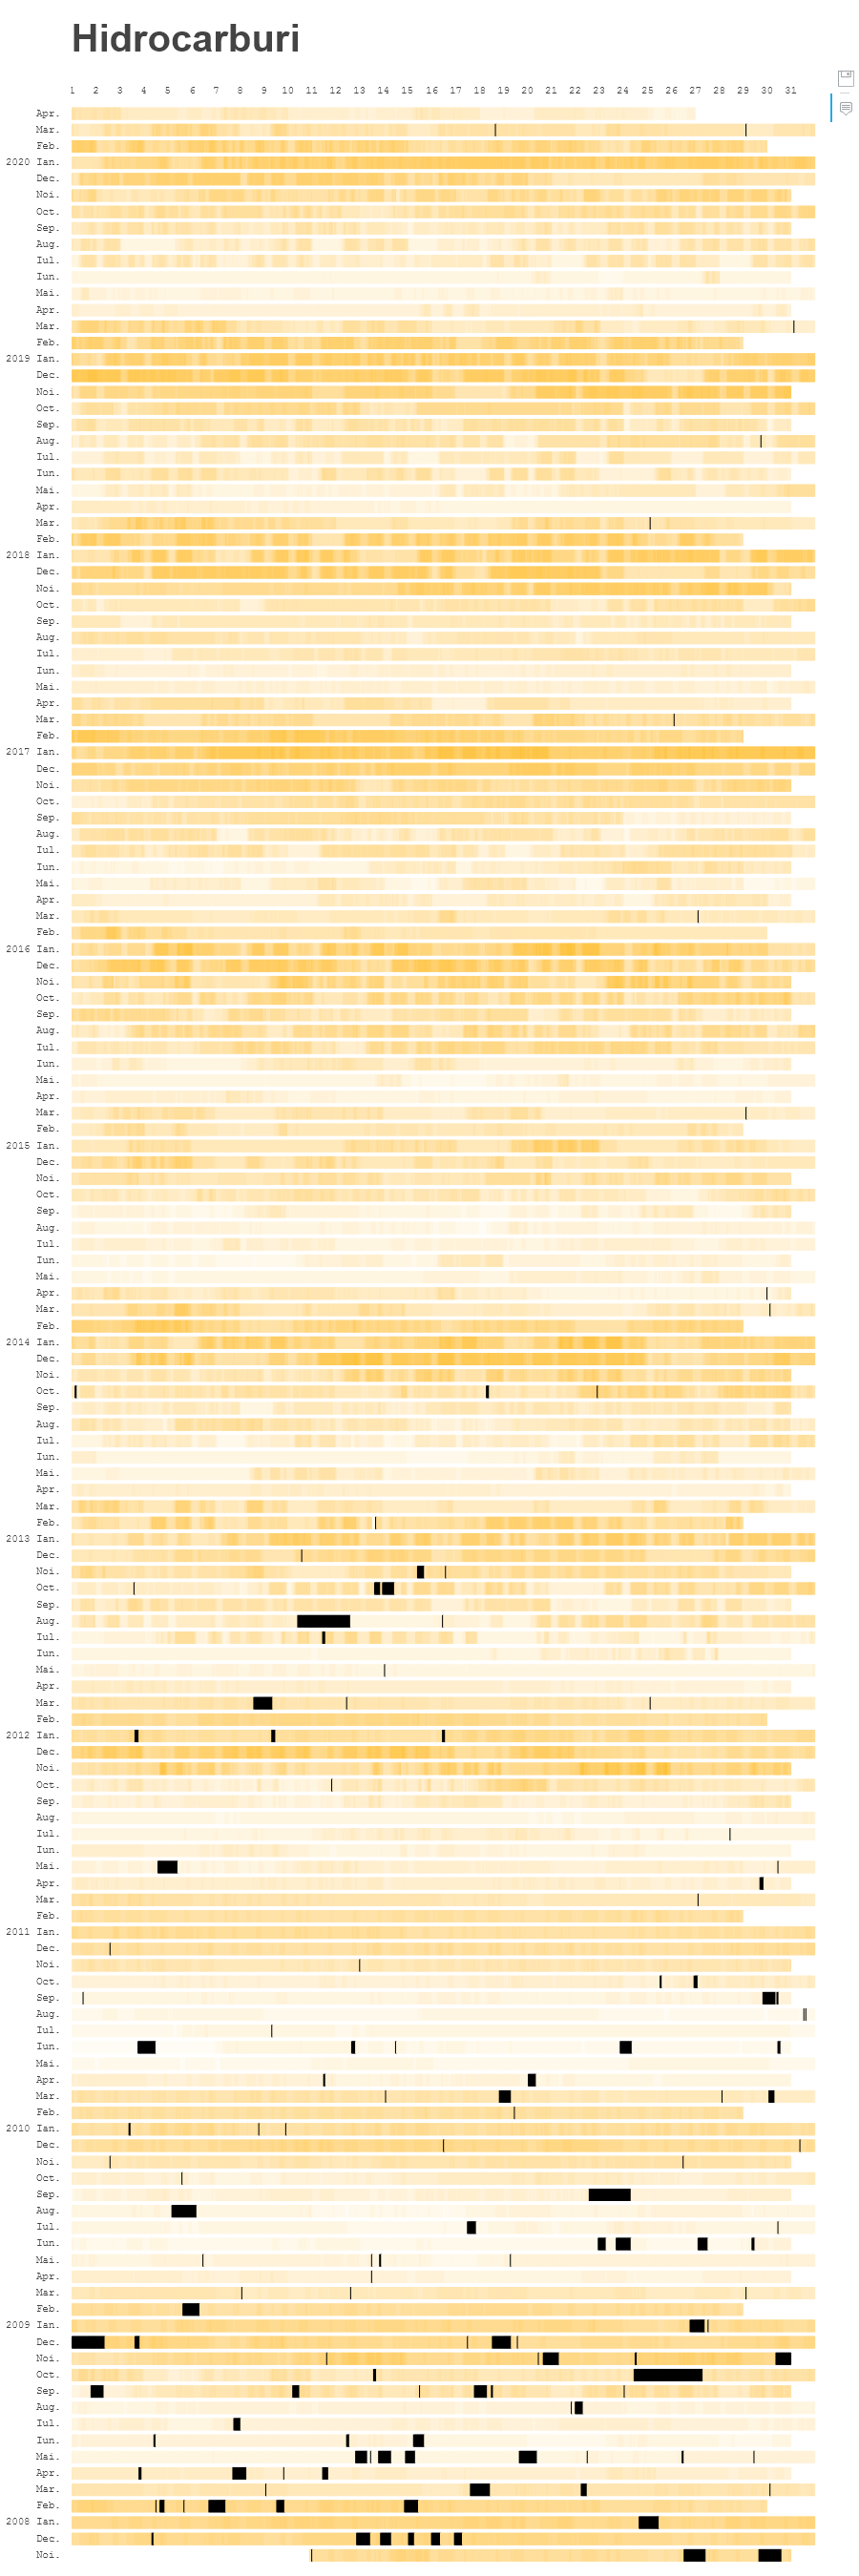 Hidrocarburi
1 2 3 4 5 6 7 8 9 10 11 12 13 14 15 16 17 18 19 20 21 22 23 24 25 26 27 28 29 30 31
Apr.
Mar.
Feb.
2020 Ian.
Dec.
Noi.
Oct.
Sep.
Aug.
Iul.
Iun.
Mai.
Apr.
Mar.
Feb.
2019 Ian.
Dec.
Noi.
Oct.
Sep.
Aug.
Iul.
Iun.
Mai.
Apr.
Mar.
Feb.
2018 Ian.
Dec.
Noi.
Oct.
Sep.
Aug.
Iul.
Iun.
Mai.
Apr.
Mar.
Feb.
2017 Ian.
Dec.
Noi.
Oct.
Sep.
Aug.
Iul.
Iun.
Mai.
Apr.
Mar.
Feb.
2016 Ian.
Dec.
Noi.
Oct.
Sep.
Aug.
Iul.
Iun.
Mai.
Apr.
Mar.
Feb.
2015 Ian.
Dec.
Noi.
Oct.
Sep.
Aug.
Iul.
Iun.
Mai.
Apr.
Mar.
Feb.
2014 Ian.
Dec.
Noi.
Oct.
Sep.
Aug.
Iul.
Iun.
Mai.
Apr.
Mar.
Feb.
2013 Ian.
Dec.
Noi.
Oct.
Sep.
Aug.
Iul.
Iun.
Mai.
Apr.
Mar.
Feb.
2012 Ian.
Dec.
Noi.
Oct.
Sep.
Aug.
Iul.
Iun.
Mai.
Apr.
Mar.
Feb.
2011 Ian.
Dec.
Noi.
Oct.
Sep.
Aug.
Iul.
Iun.
Mai.
Apr.
Mar.
Feb.
2010 Ian.
Dec.
Noi.
Oct.
Sep.
Aug.
Iul.
Iun.
Mai.
Apr.
Mar.
Feb.
2009 Ian.
Dec.
Noi.
Oct.
Sep.
Aug.
Iul.
Iun.
Mai.
Apr.
Mar.
Feb.
2008 Ian.
Dec.
Noi.